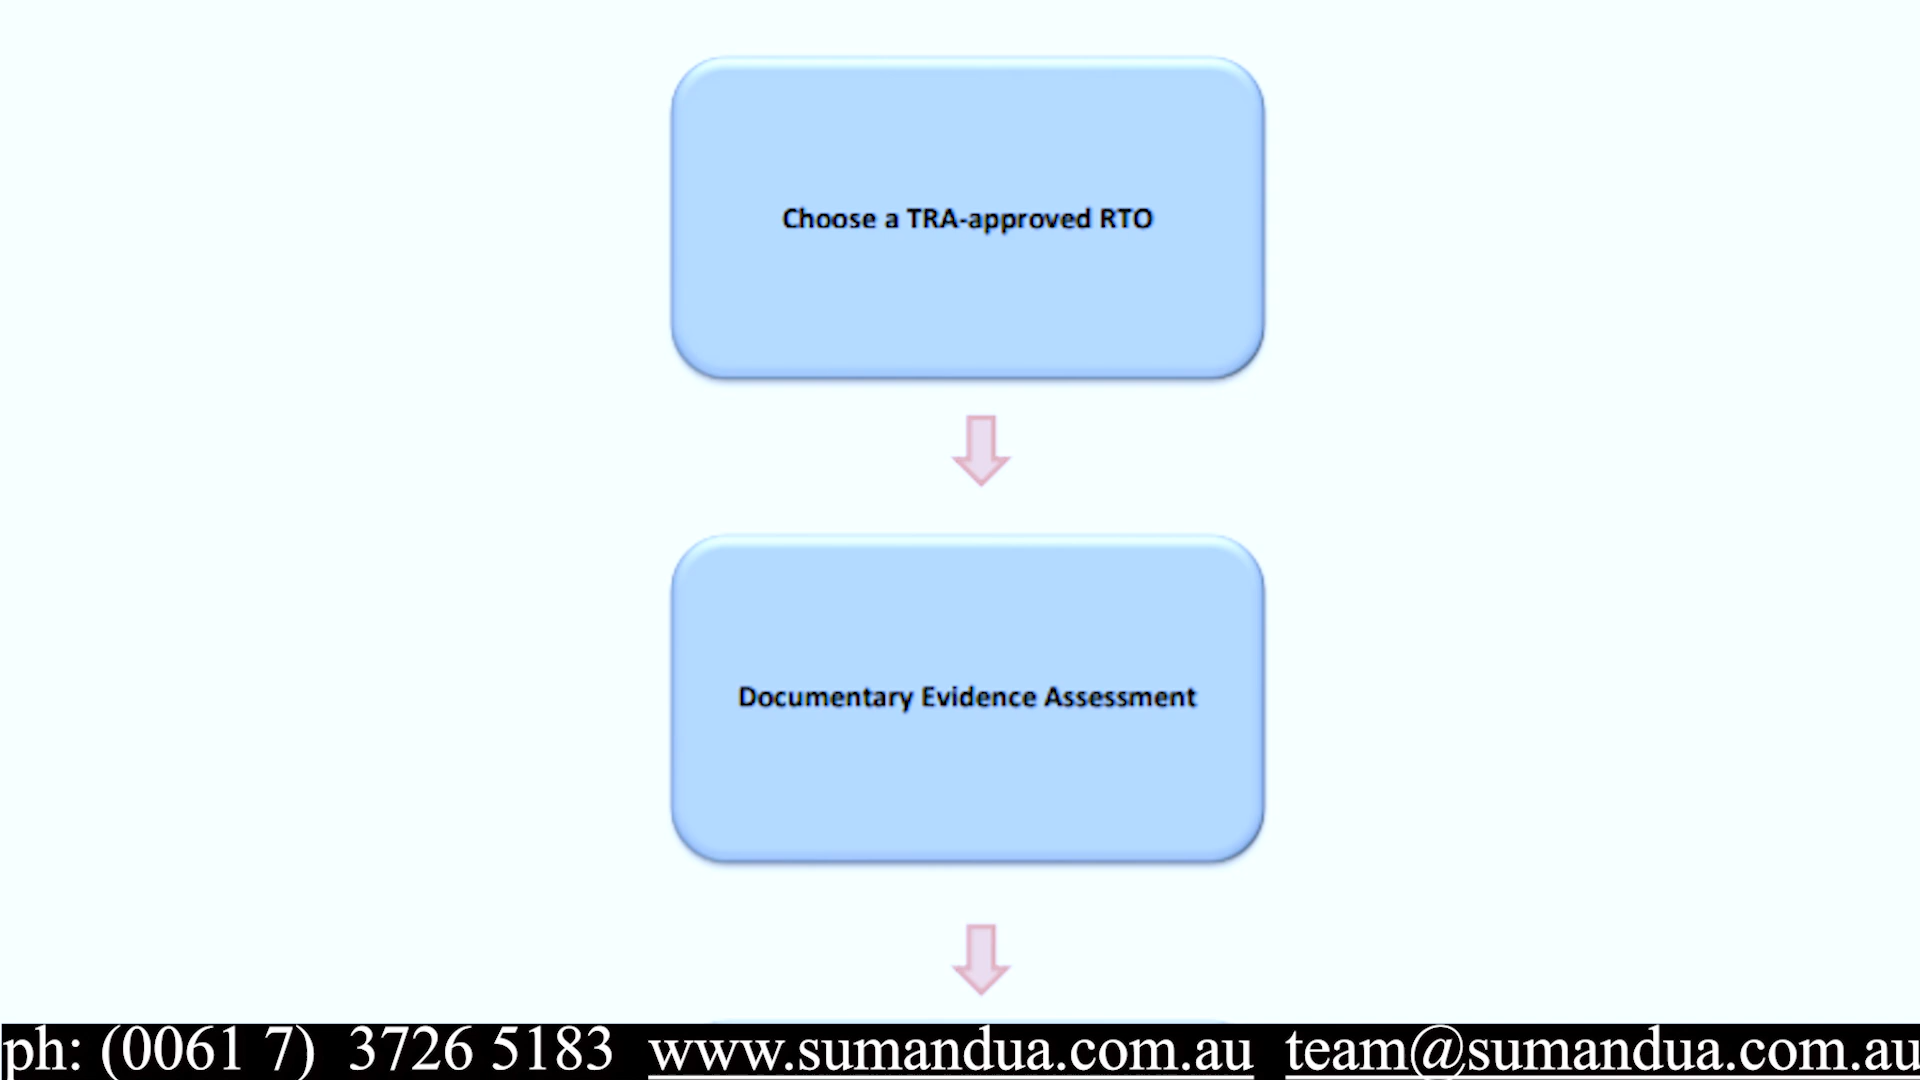 Choose a TRA-approved RTO
Documentary Evidence Assessment
ph: (0061 7) 3726 5183 www.sumandua.com.au team@sumandua.com.au